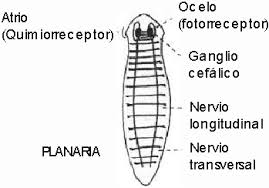 Atrio
(Quimiorreceptor)
Ocelo
(fotorreceptor)
Ganglio
cefálico
Nervio
longitudinal
Nervio
transversal
PLANARIA